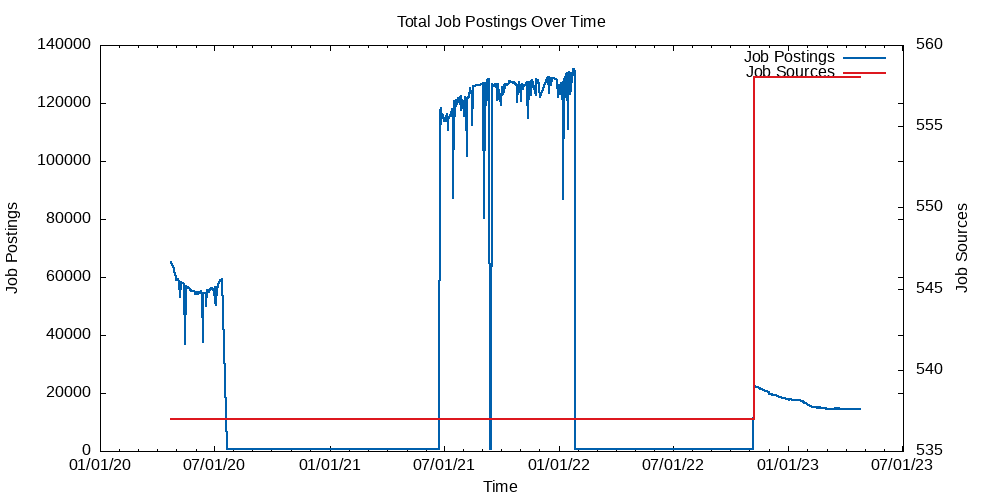 Total Job Postings Over Time
Job Postings
Job Sources
140000
120000
100000
80000
60000
40000
20000
0
560
555
550
545
540
535
Job Postings
Job Sources
01/01/20 07/01/20 01/01/21 07/01/21 01/01/22 07/01/22 01/01/23 07/01/23
Time